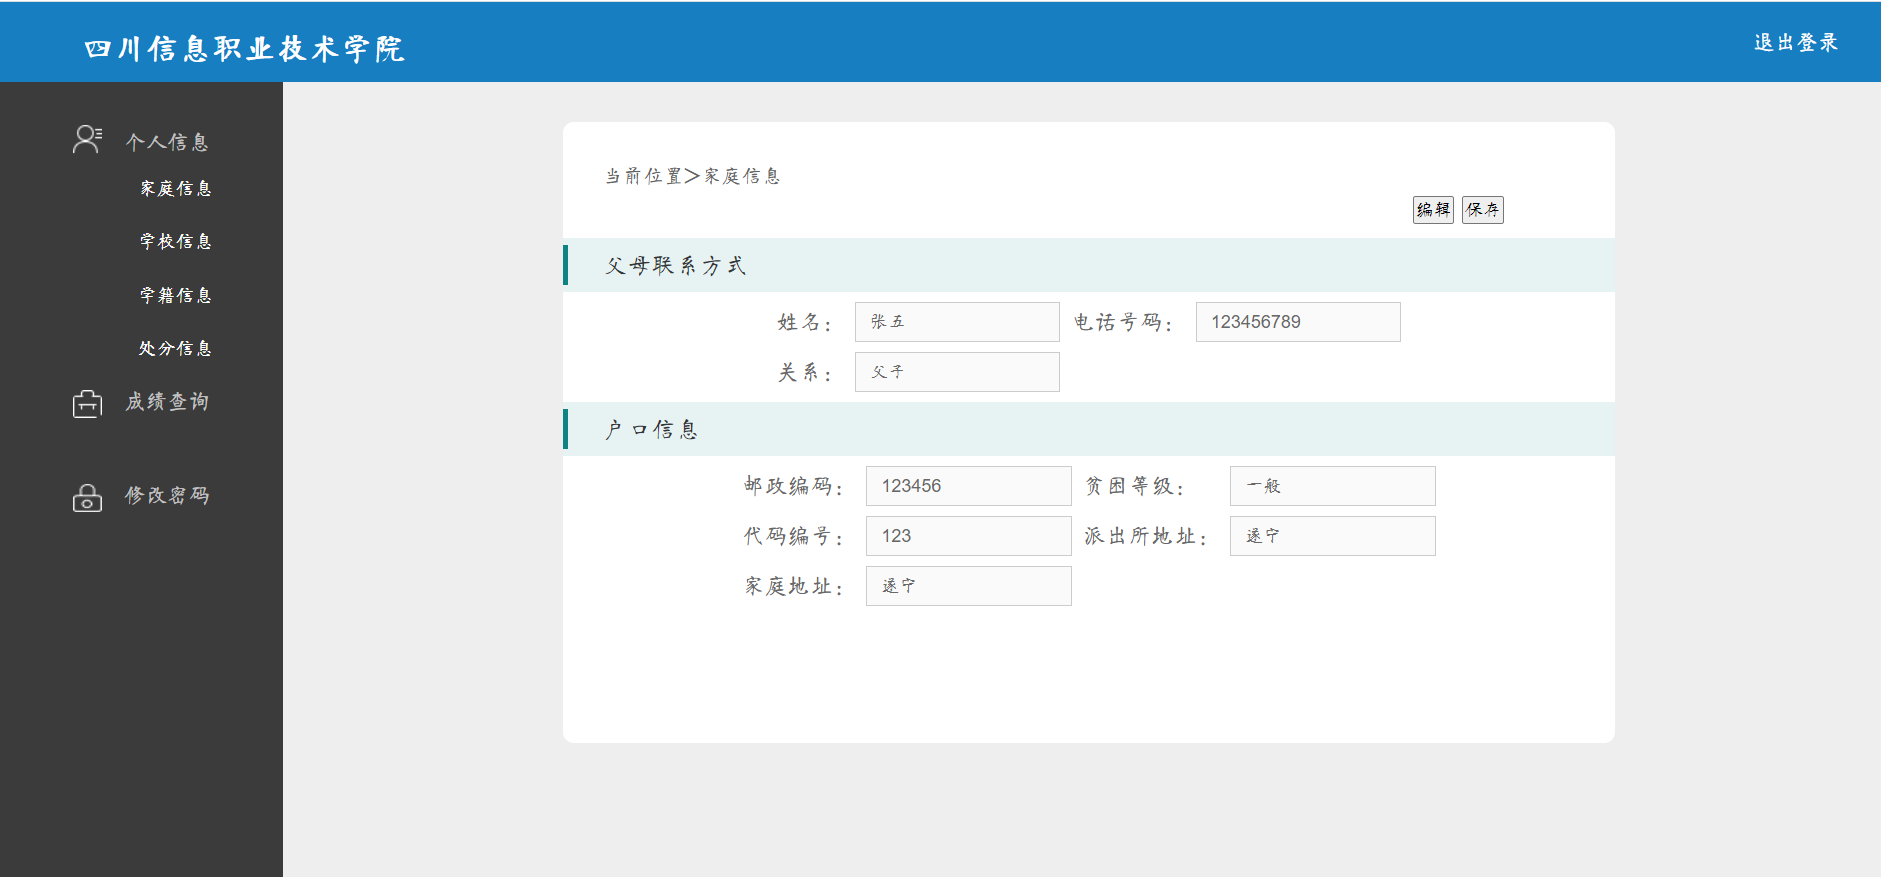 四川信息职业技术学院
退出登录
个人信息
家庭信息
学校信息
学籍信息
处分信息
成绩查询
修改密码
当前位置>家庭信息
编辑 保存
父母联系方式
姓名： 张五 电话号码： 123456789
关系： 父子
户口信息
邮政编码： 123456 贫困等级： 一般
代码编号： 123 派出所地址： 遂宁
家庭地址： 遂宁